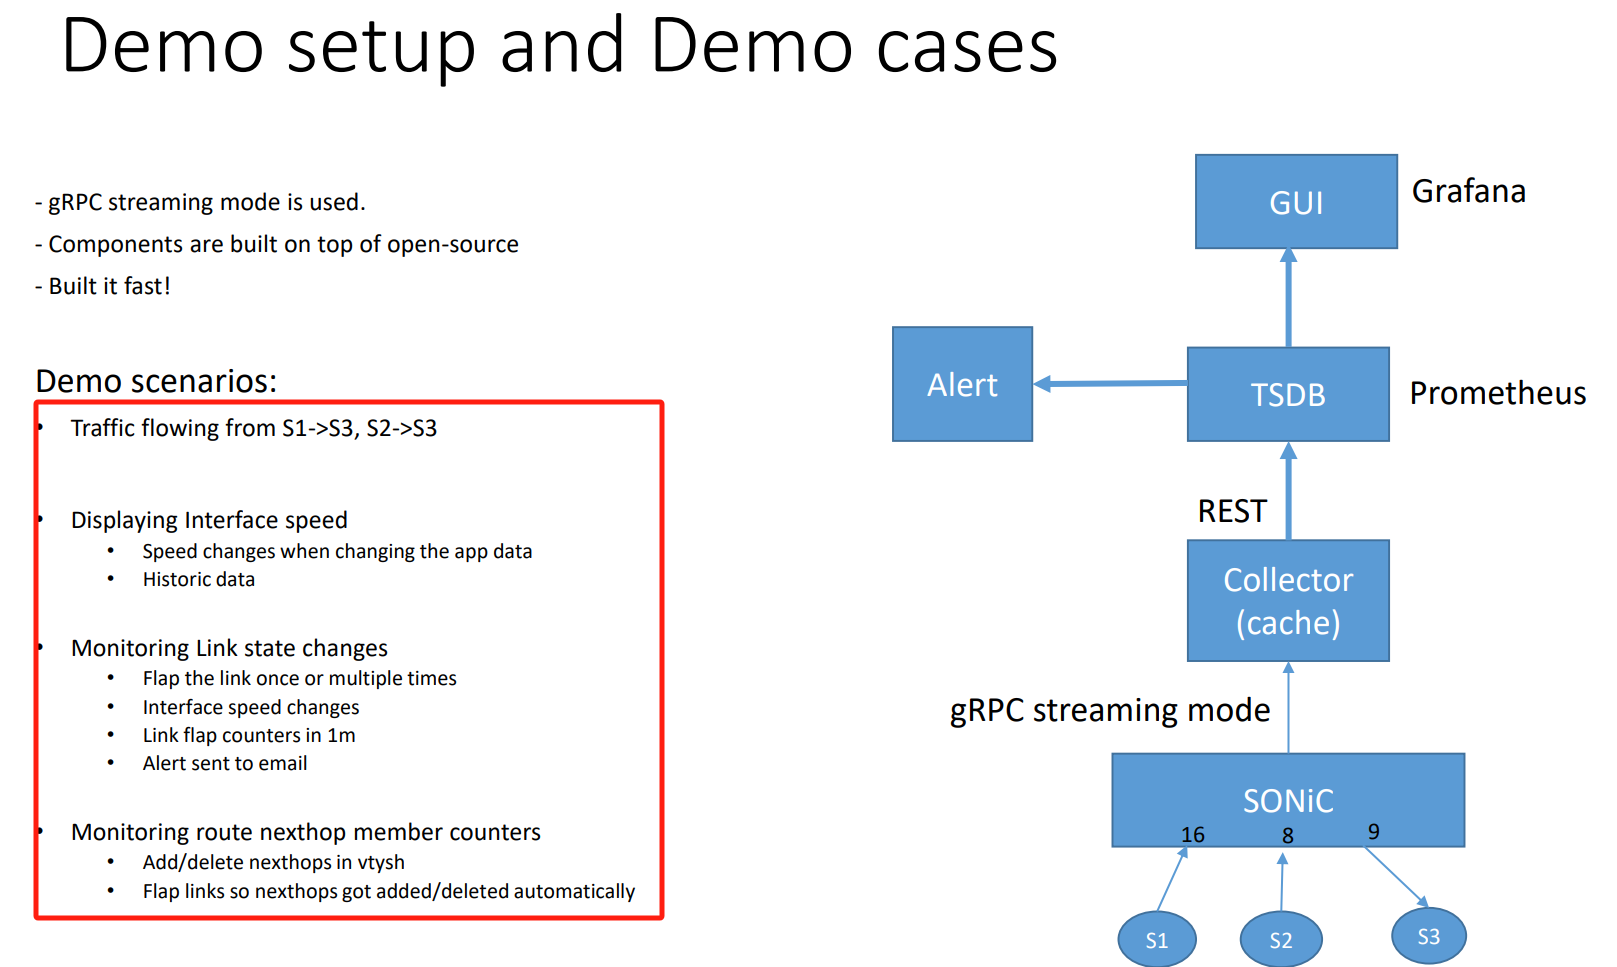 Demo setup and Demo cases
- gRPC streaming mode is used.
- Components are built on top of open-source
- Built it fast!
Demo scenarios:
• Traffic flowing from S1->S3, S2->S3
• Displaying Interface speed
• Speed changes when changing the app data
• Historic data
• Monitoring Link state changes
• Flap the link once or multiple times
• Interface speed changes
• Link flap counters in 1m
• Alert sent to email
• Monitoring route nexthop member counters
• Add/delete nexthops in vtysh
• Flap links so nexthops got added/deleted automatically
GUI
Grafana
Alert
TSDB
Prometheus
REST
Collector
(cache)
gRPC streaming mode
SONiC
16
8
9
S1
S2
S3